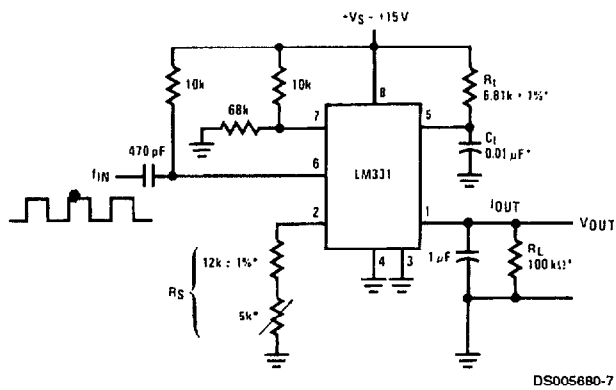 +VS = +15V
10k
10k
Rt
6.81k ± 1%*
8
68k
7
5
Ct
0.01 µF*
470 pF
fIN
6
LM331
IOUT
2
1
VOUT
12k ± 1%*
RS
4
3
1 µF
RL
100 kΩ*
5k*
DS005680-7